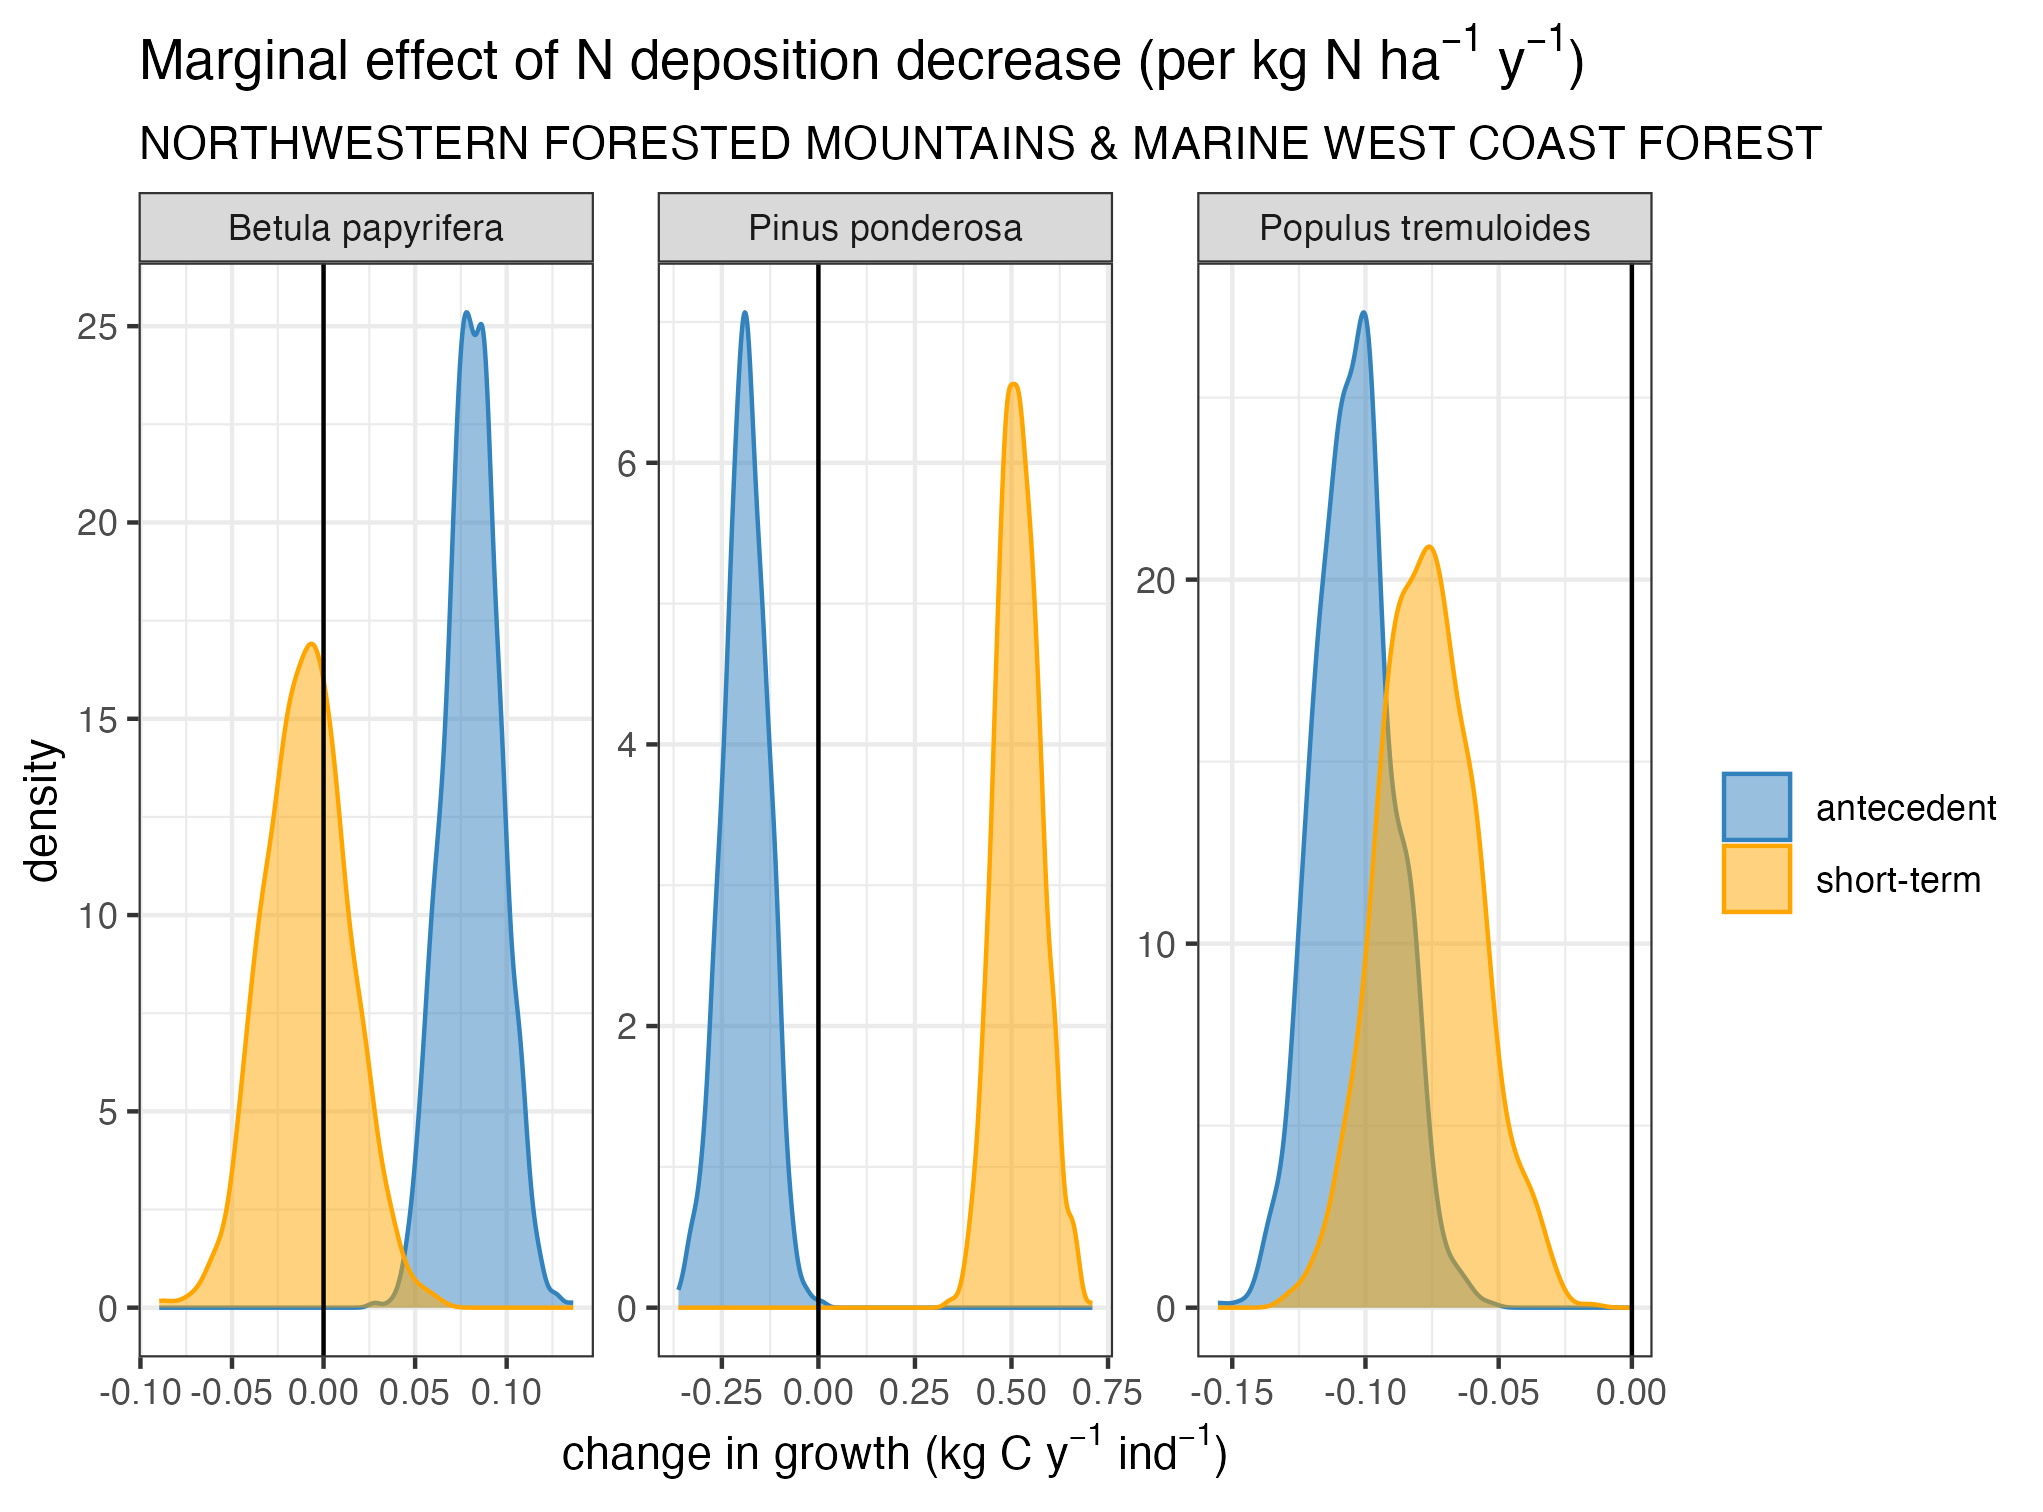 Marginal effect of N deposition decrease (per kg N ha⁻¹ y⁻¹)
NORTHWESTERN FORESTED MOUNTAINS & MARINE WEST COAST FOREST
Betula papyrifera
Pinus ponderosa
Populus tremuloides
density
25
20
15
10
5
0
6
4
2
0
20
10
0
-0.10 -0.05 0.00 0.05 0.10
-0.25 0.00 0.25 0.50 0.75
-0.15 -0.10 -0.05 0.00
change in growth (kg C y⁻¹ ind⁻¹)
antecedent
short-term